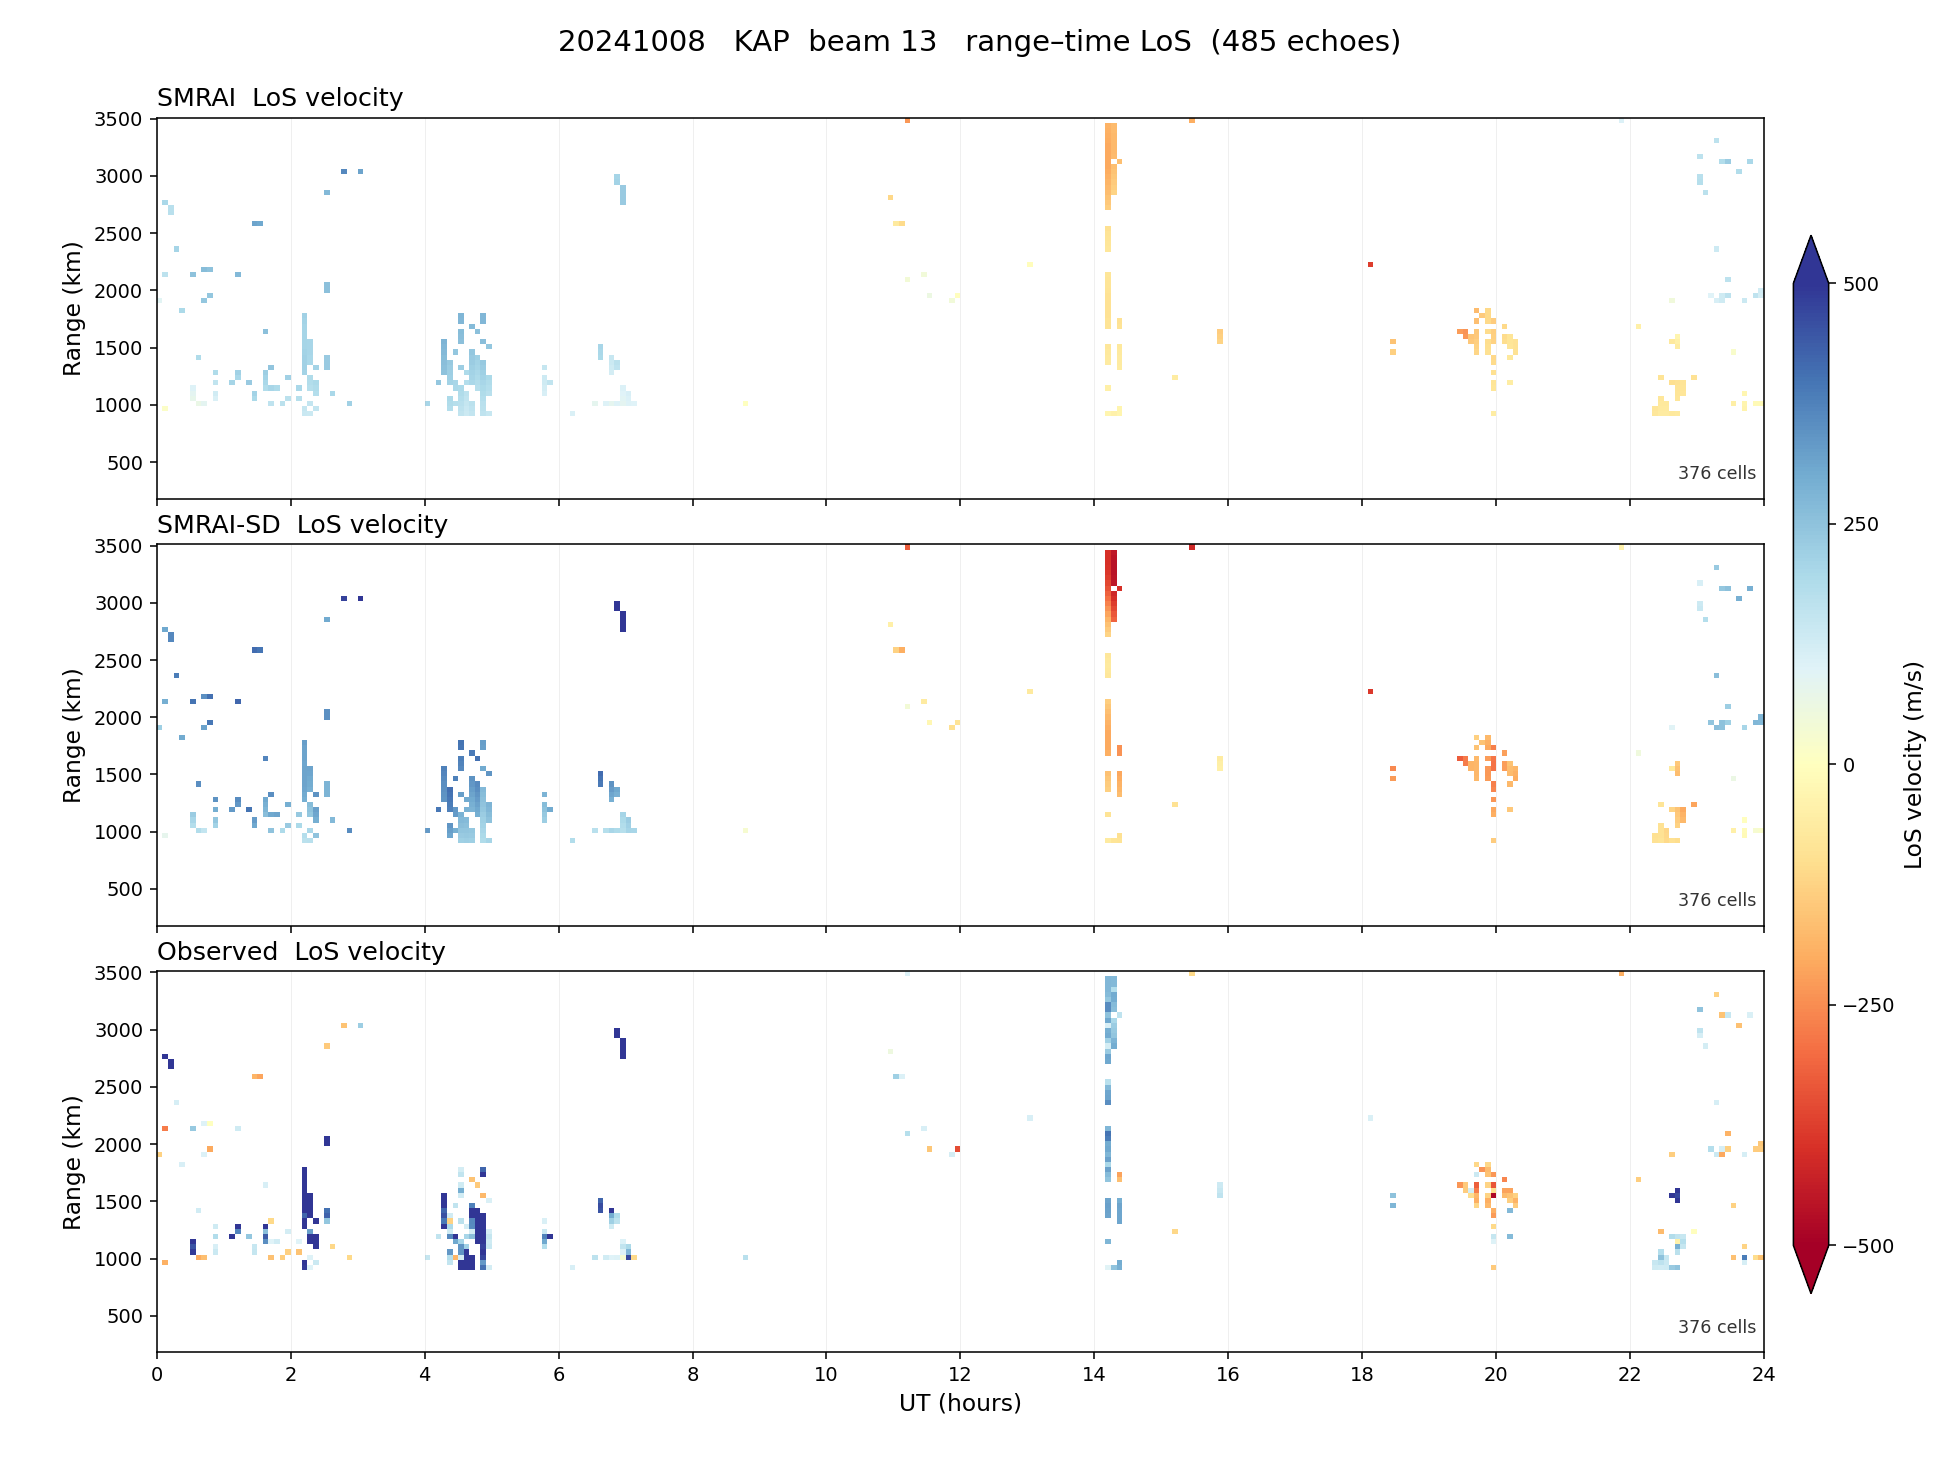 20241008 KAP beam 13 range–time LoS (485 echoes)
SMRAI LoS velocity
3500
3000
2500
2000
1500
1000
500
Range (km)
376 cells
SMRAI-SD LoS velocity
3500
3000
2500
2000
1500
1000
500
Range (km)
376 cells
Observed LoS velocity
3500
3000
2500
2000
1500
1000
500
Range (km)
376 cells
0 2 4 6 8 10 12 14 16 18 20 22 24
UT (hours)
500
250
0
−250
−500
LoS velocity (m/s)